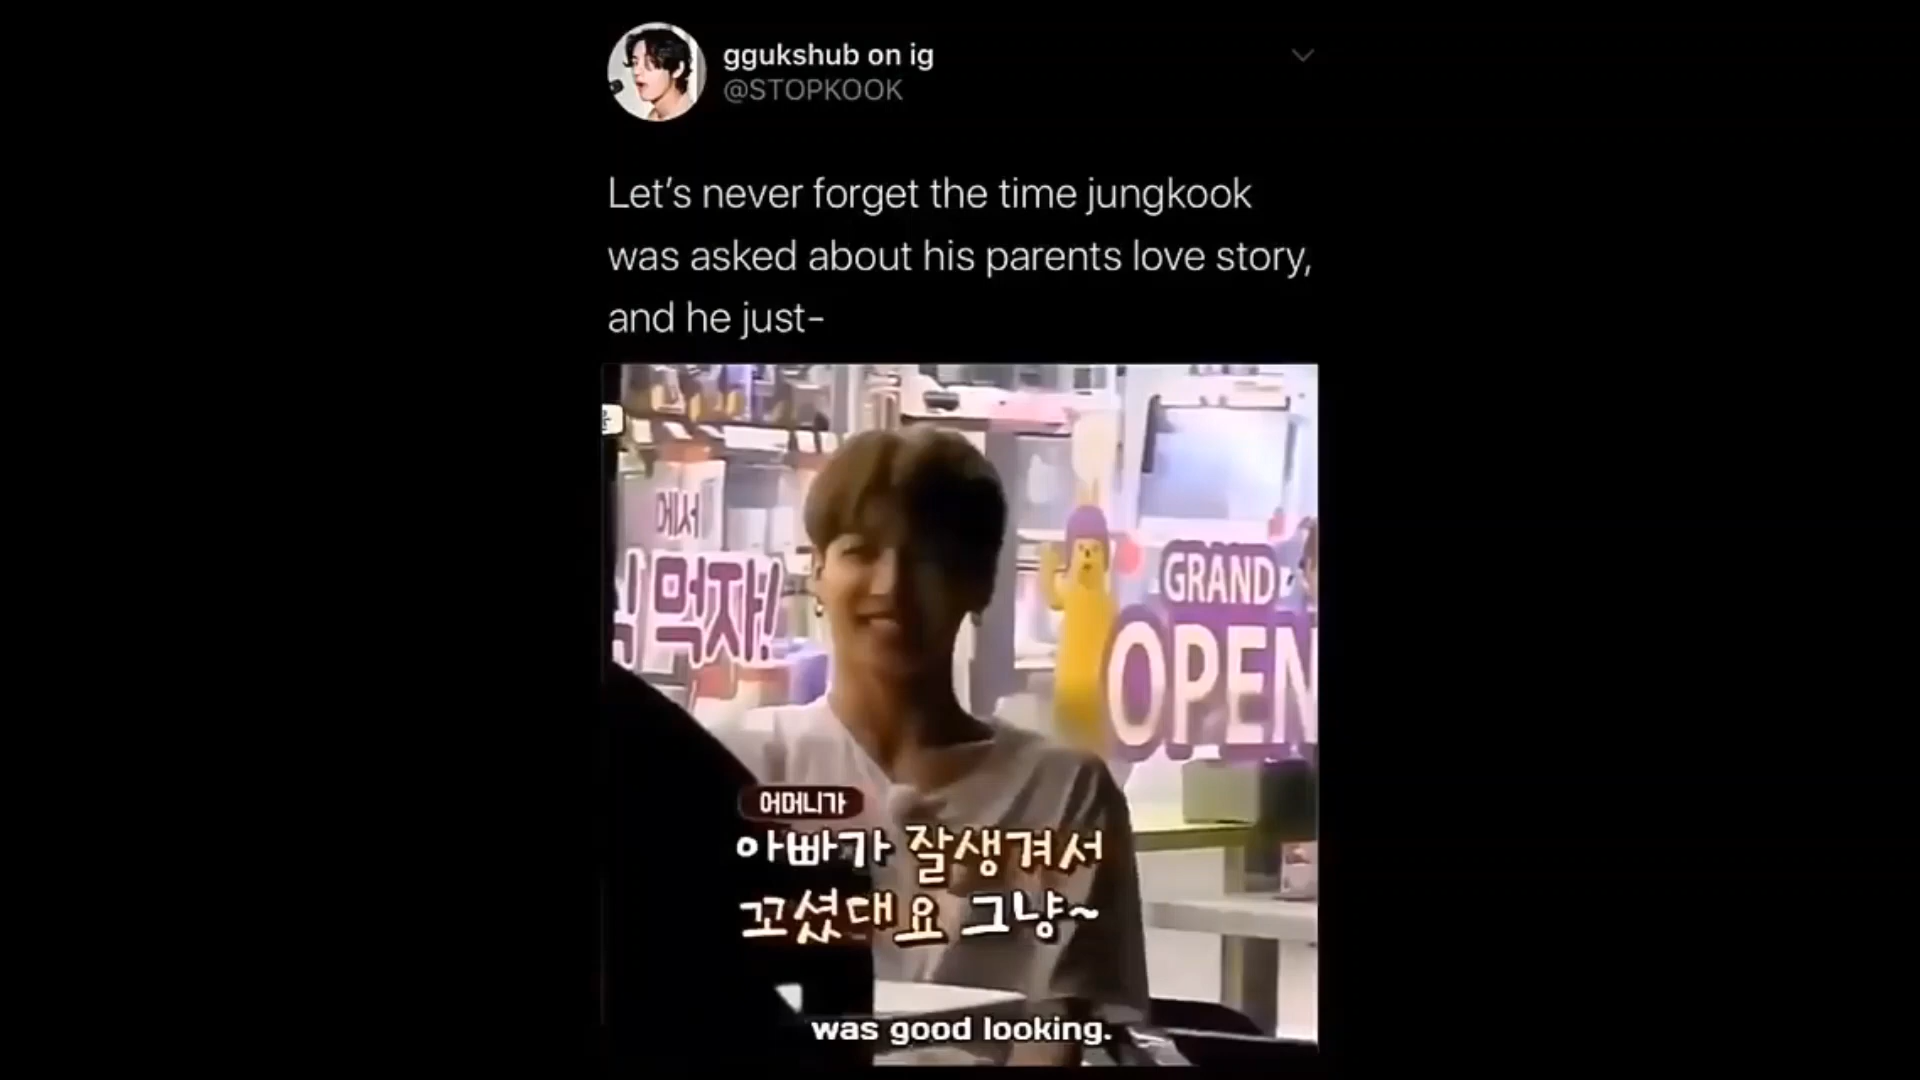 ggukshub on ig
@STOPKOOK
Let's never forget the time jungkook
was asked about his parents love story,
and he just-
에서
먹자!
GRAND
OPEN
어머니가
아빠가 잘생겨서
꼬셨대요 그냥~
was good looking.